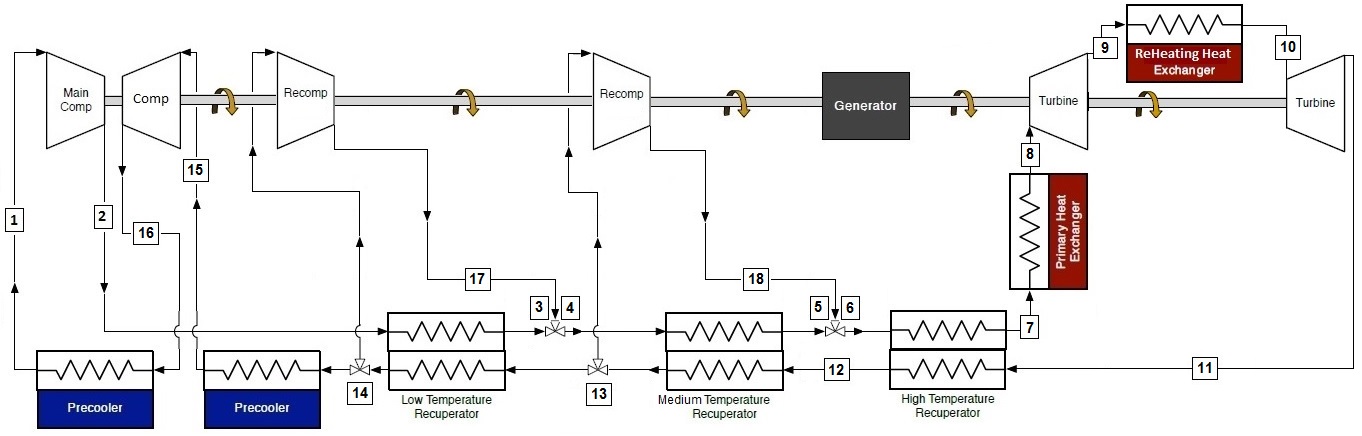 9
ReHeating Heat
Exchanger
10
Main
Comp
Comp
Recomp
Recomp
Generator
Turbine
Turbine
15
8
1
2
16
Primary Heat
Exchanger
17
18
3
4
5
6
7
Precooler
Precooler
14
Low Temperature
Recuperator
13
Medium Temperature
Recuperator
12
High Temperature
Recuperator
11